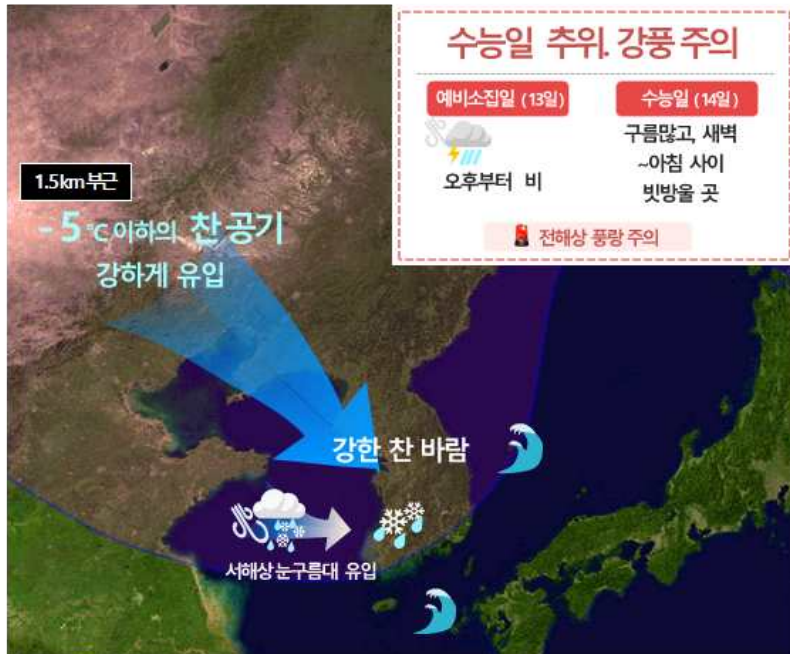 수능일 추위. 강풍 주의
예비소집일 (13일)
오후부터 비
수능일 (14일)
구름많고, 새벽
~아침 사이
빗방울 곳
전해상 풍랑 주의
1.5km 부근
- 5 ℃ 이하의 찬 공기
강하게 유입
강한 찬 바람
서해상 눈구름대 유입